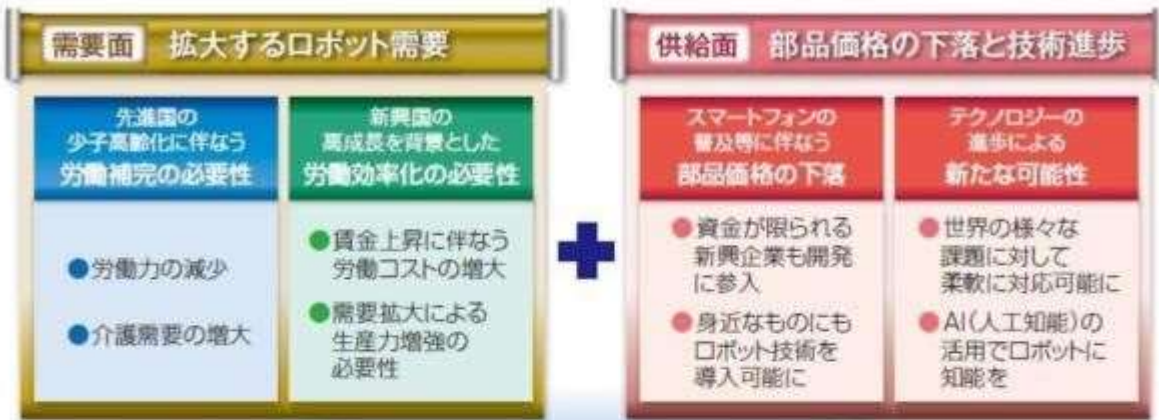 需要面 拡大するロボット需要
先進国の
少子高齢化に伴なう
労働補完の必要性
●労働力の減少
●介護需要の増大
新興国の
高成長を背景とした
労働効率化の必要性
●賃金上昇に伴なう
労働コストの増大
●需要拡大による
生産力増強の
必要性
供給面 部品価格の下落と技術進歩
スマートフォンの
普及等に伴なう
部品価格の下落
●資金が限られる
新興企業も開発
に参入
●身近なものにも
ロボット技術を
導入可能に
テクノロジーの
進歩による
新たな可能性
●世界の様々な
課題に対して
柔軟に対応可能に
●AI(人工知能)の
活用でロボットに
知能を